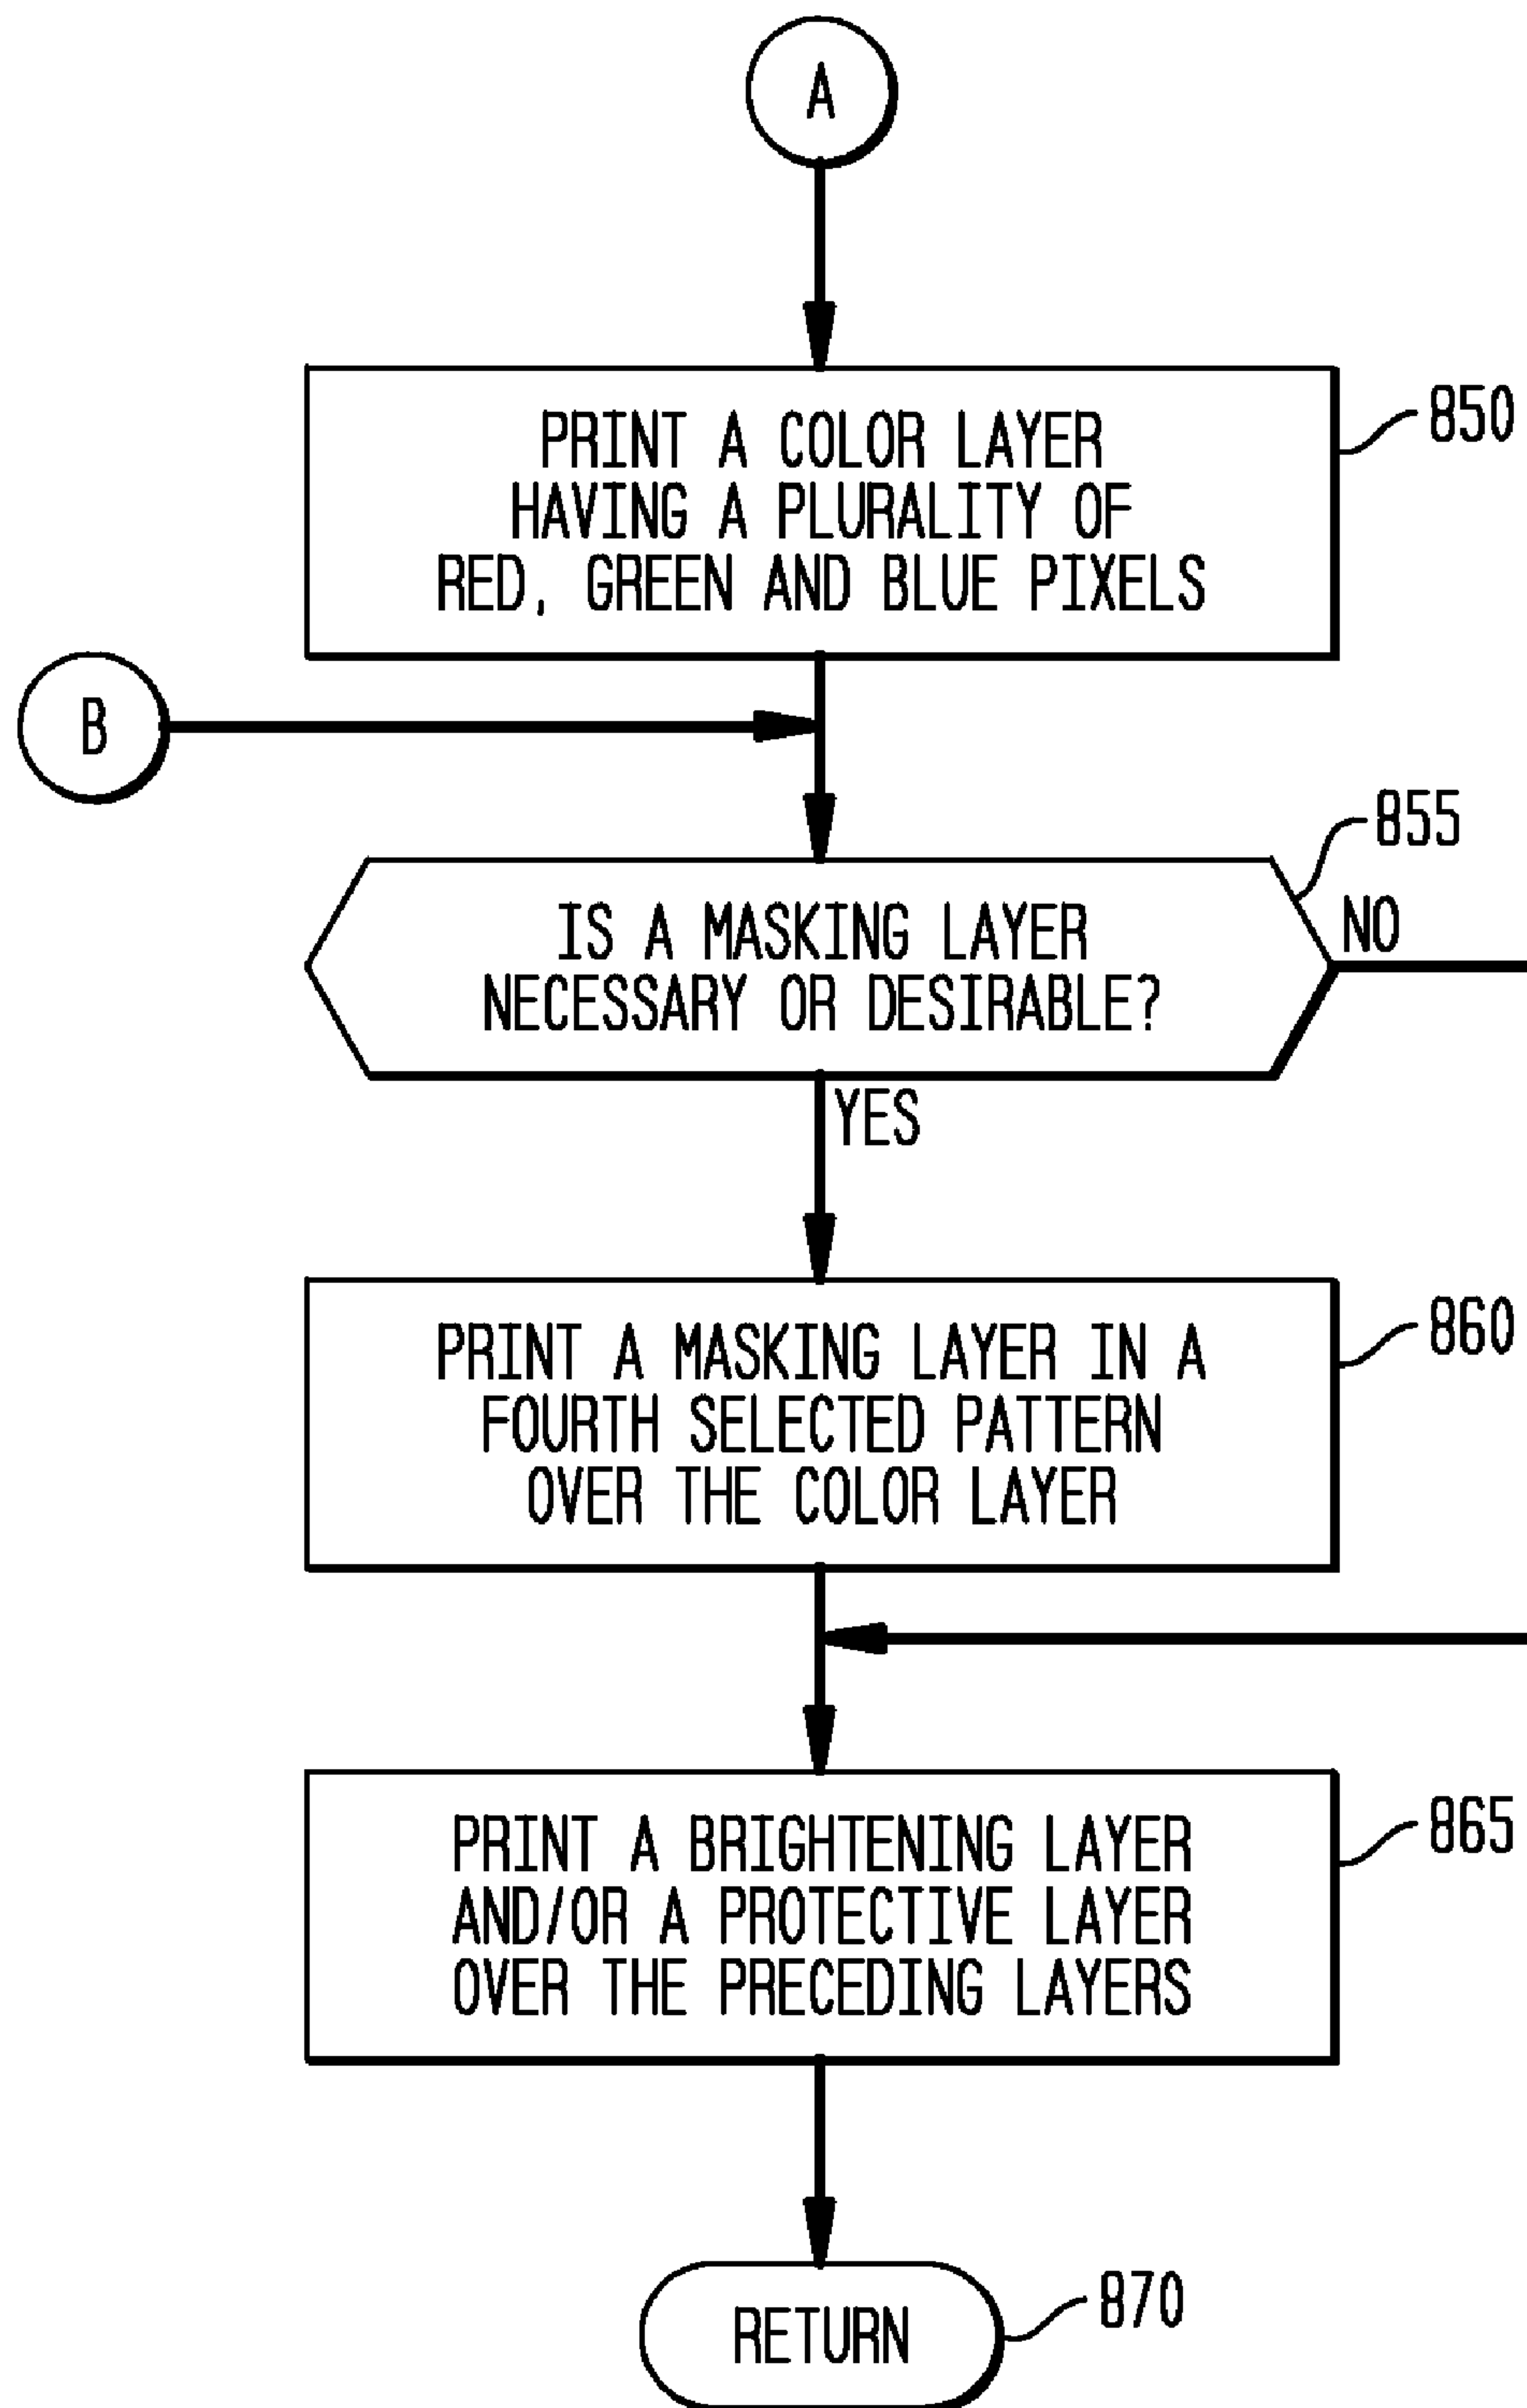 A
PRINT A COLOR LAYER
HAVING A PLURALITY OF
RED, GREEN AND BLUE PIXELS
850
B
855
IS A MASKING LAYER
NECESSARY OR DESIRABLE?
NO
YES
PRINT A MASKING LAYER IN A
FOURTH SELECTED PATTERN
OVER THE COLOR LAYER
860
PRINT A BRIGHTENING LAYER
AND/OR A PROTECTIVE LAYER
OVER THE PRECEDING LAYERS
865
RETURN
870